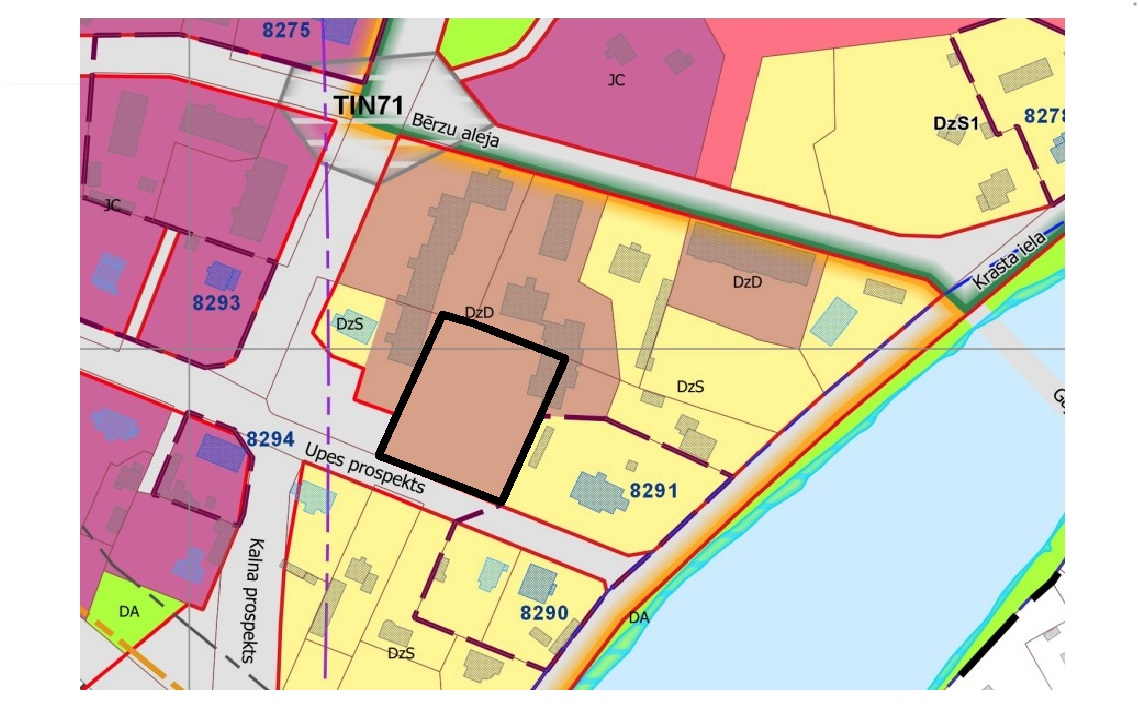 8275
JC
TIN71
Bērzu aleja
DzS1
JC
Krasta iela
DzD
8293
DzD
DzS
DzS
8294
Upes prospekts
8291
Kalna prospekts
8290
DA
DA
DzS